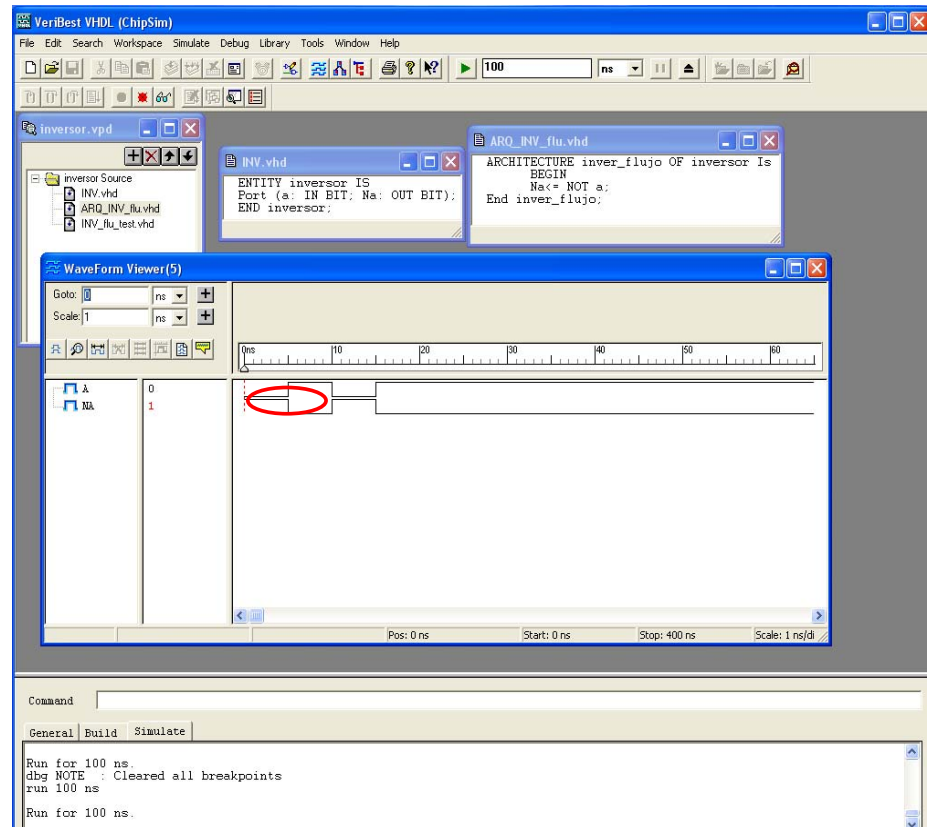 VeriBest VHDL (ChipSim)
File Edit Search Workspace Simulate Debug Library Tools Window Help
100 ns
inversor.vpd
inversor Source
INV.vhd
ARQ_INV_flu.vhd
INV_flu_test.vhd
INV.vhd
ENTITY inversor IS
Port (a: IN BIT; Na: OUT BIT);
END inversor;
ARQ_INV_flu.vhd
ARCHITECTURE inver_flujo OF inversor Is
BEGIN
Na<= NOT a;
End inver_flujo;
WaveForm Viewer(5)
Goto: 0 ns
Scale: 1 ns
0ns 10 20 30 40 50 60
A 0
NA 1
Pos: 0 ns Start: 0 ns Stop: 400 ns Scale: 1 ns/di
Command
General Build Simulate
Run for 100 ns.
dbg NOTE : Cleared all breakpoints
run 100 ns
Run for 100 ns.